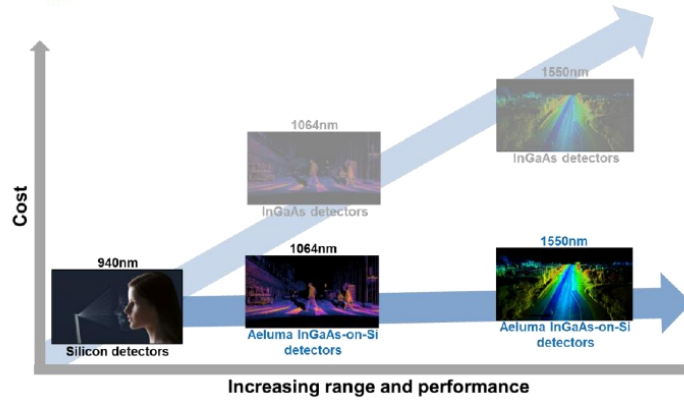 1550nm
InGaAs detectors
1064nm
InGaAs detectors
Cost
940nm
Silicon detectors
1064nm
Aeluma InGaAs-on-Si
detectors
1550nm
Aeluma InGaAs-on-Si
detectors
Increasing range and performance